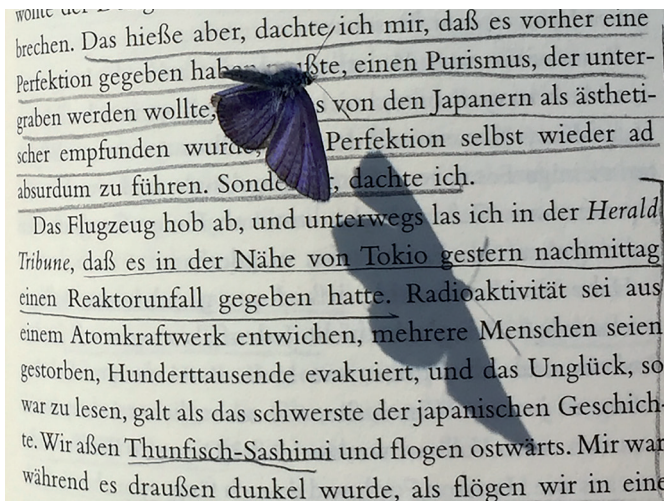 wollte der
brechen. Das hieße aber, dachte ich mir, daß es vorher eine
Perfektion gegeben haben mußte, einen Purismus, der unter-
graben werden wollte, von den Japanern als ästheti-
scher empfunden wurde, Perfektion selbst wieder ad
absurdum zu führen. dachte ich.
Das Flugzeug hob ab, und unterwegs las ich in der Herald
Tribune, daß es in der Nähe von Tokio gestern nachmittag
einen Reaktorunfall gegeben hatte. Radioaktivität sei aus
einem Atomkraftwerk entwichen, mehrere Menschen seien
gestorben, Hunderttausende evakuiert, und das Unglück, so
war zu lesen, galt als das schwerste der japanischen Geschich-
te. Wir aßen Thunfisch-Sashimi und flogen ostwärts. Mir war
während es draußen dunkel wurde, als flögen wir in eine